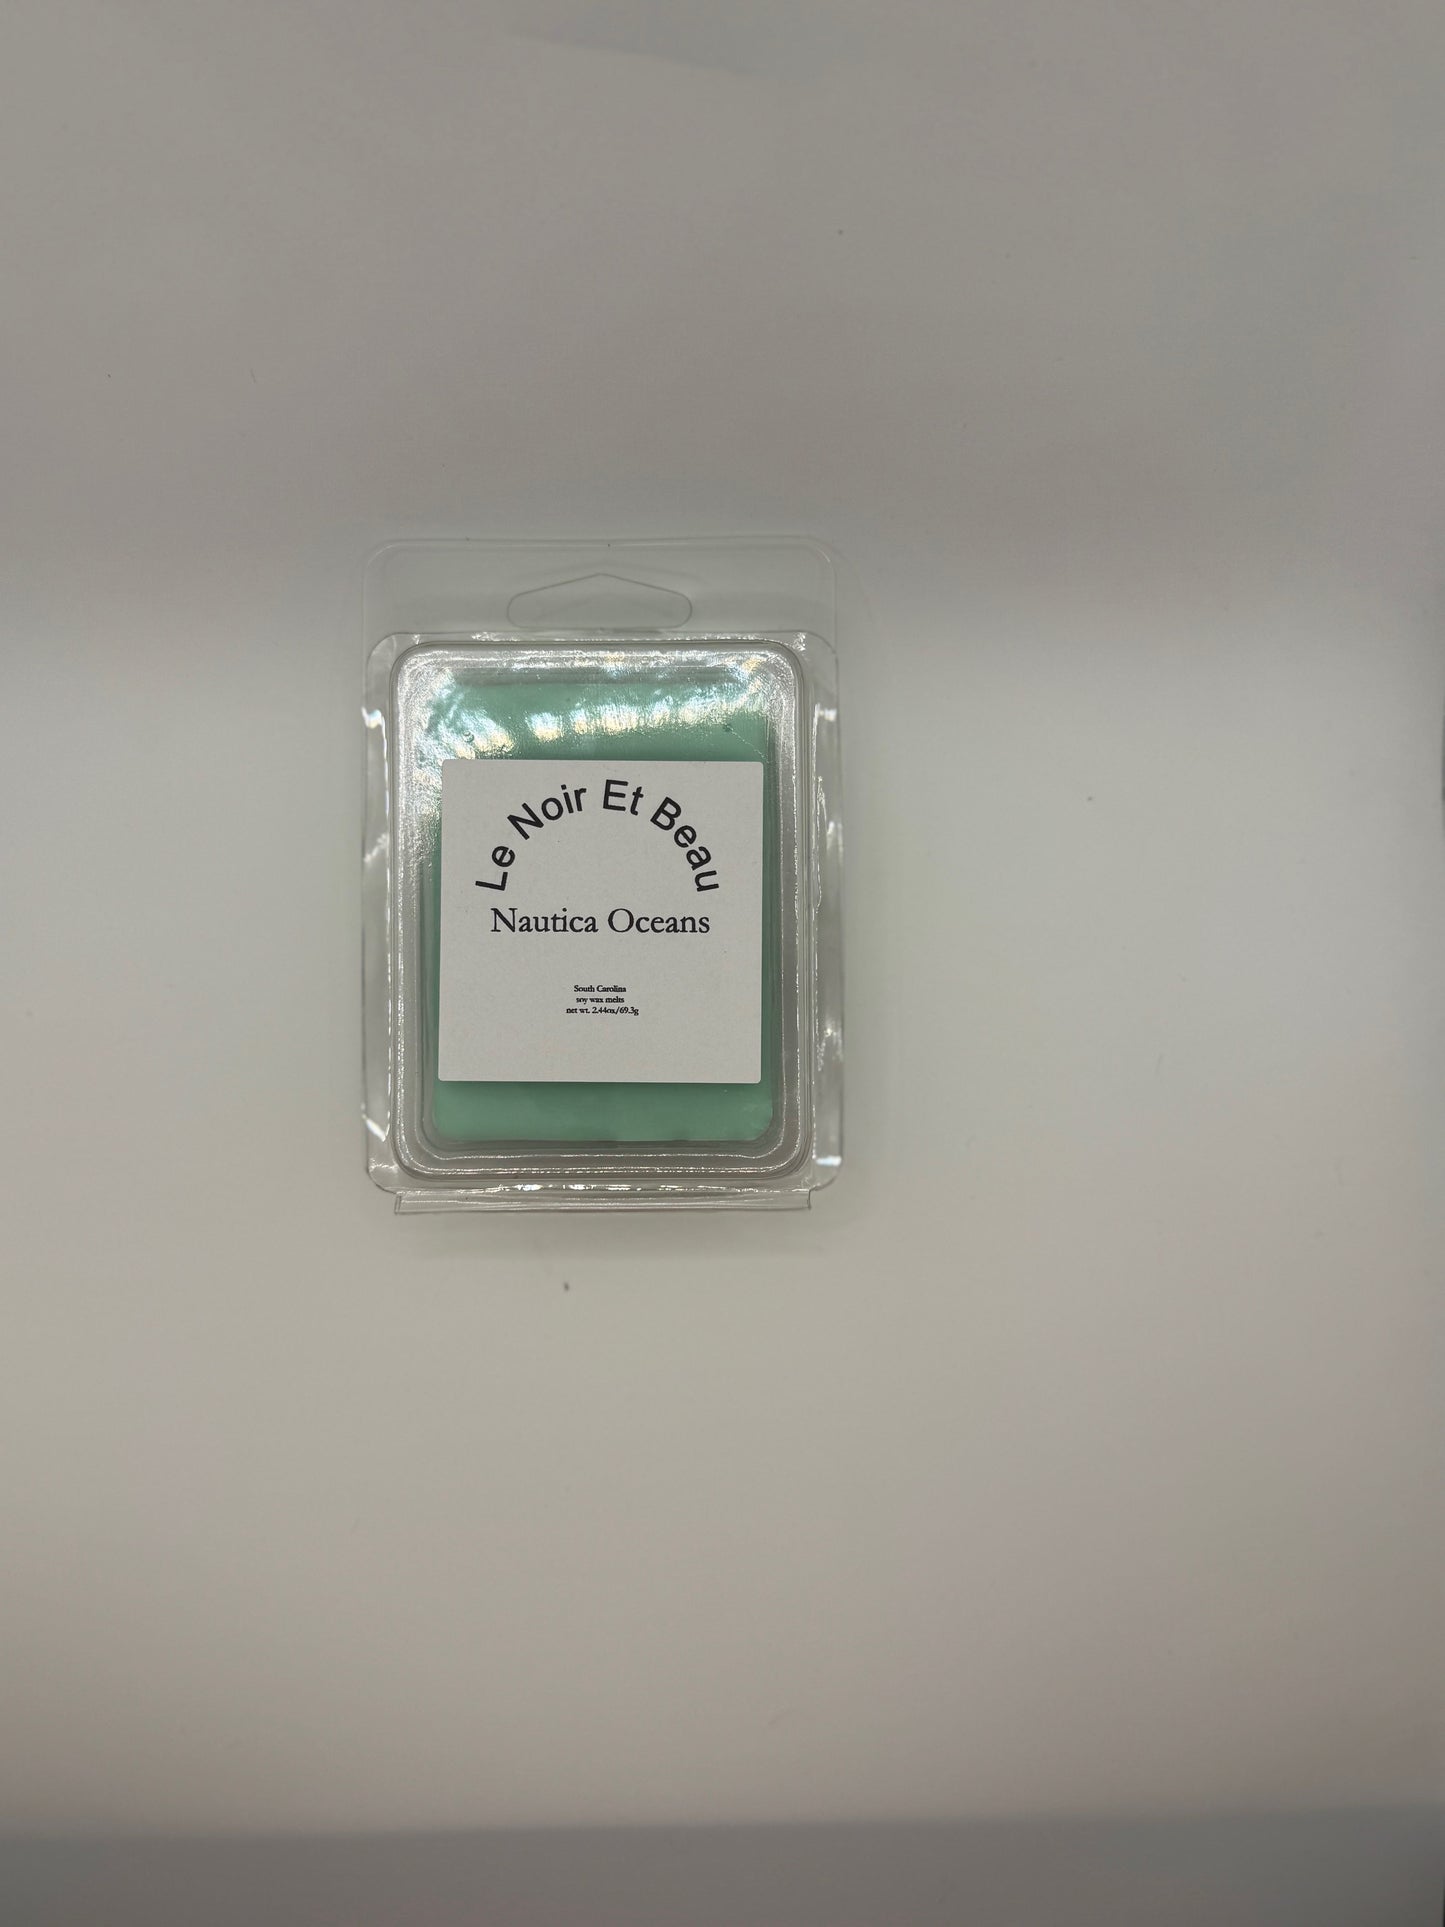 Le Noir Et Beau
Nautica Oceans
South Carolina
soy wax melts
net wt. 2.44oz/69.3g